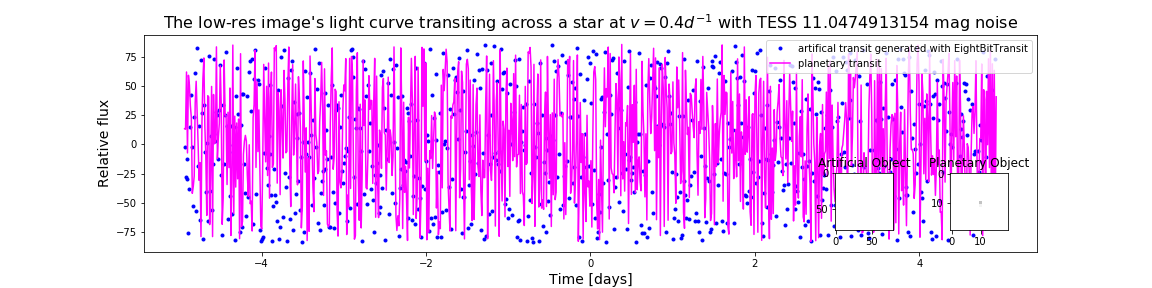 The low-res image's light curve transiting across a star at v = 0.4d⁻¹ with TESS 11.0474913154 mag noise
artifical transit generated with EightBitTransit
planetary transit
Relative flux
75
50
25
0
−25
−50
−75
Artificial Object
0
50
0 50
Planetary Object
0
10
0 10
−4 −2 0 2 4
Time [days]